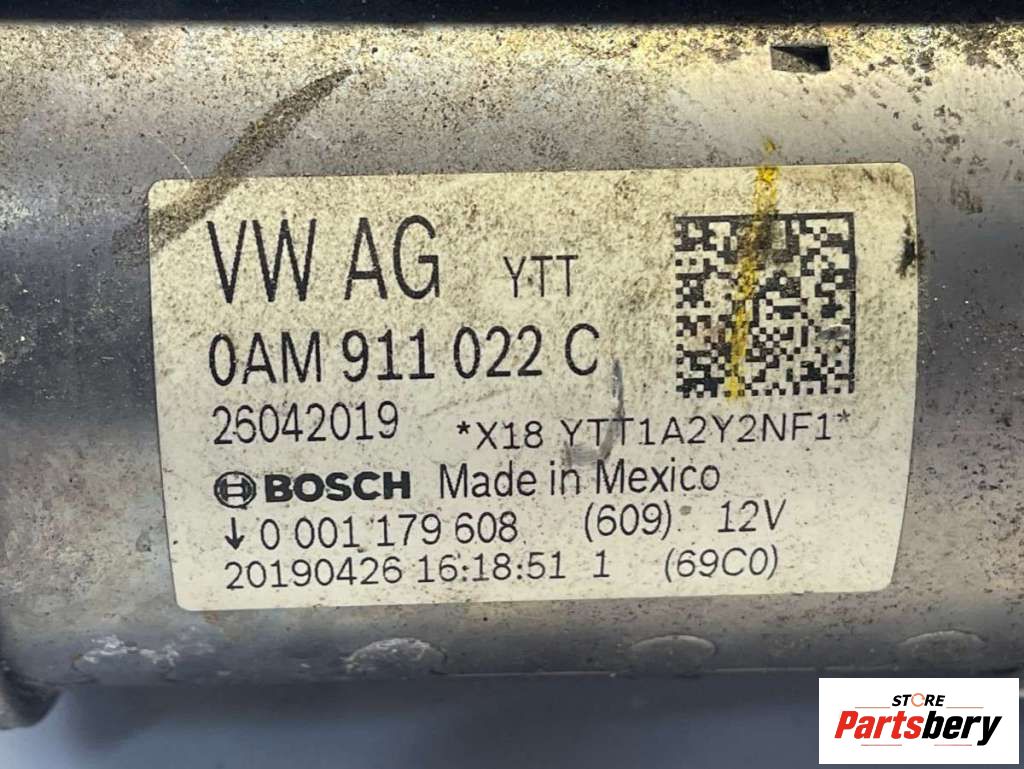 VW AG YTT
0AM 911 022 C
26042019 *X18 YTT1A2Y2NF1*
BOSCH Made in Mexico
↓ 0 001 179 608 (609) 12V
20190426 16:18:51 1 (69C0)
STORE
Partsbery